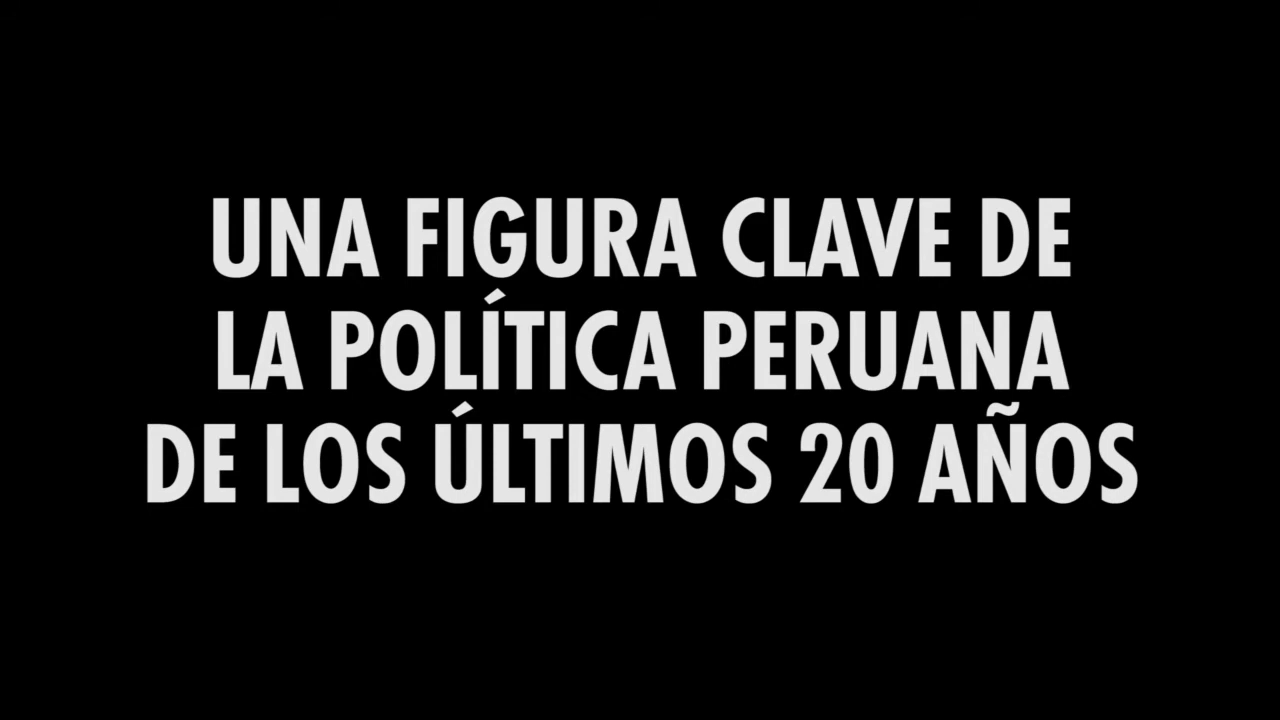 UNA FIGURA CLAVE DE
LA POLÍTICA PERUANA
DE LOS ÚLTIMOS 20 AÑOS